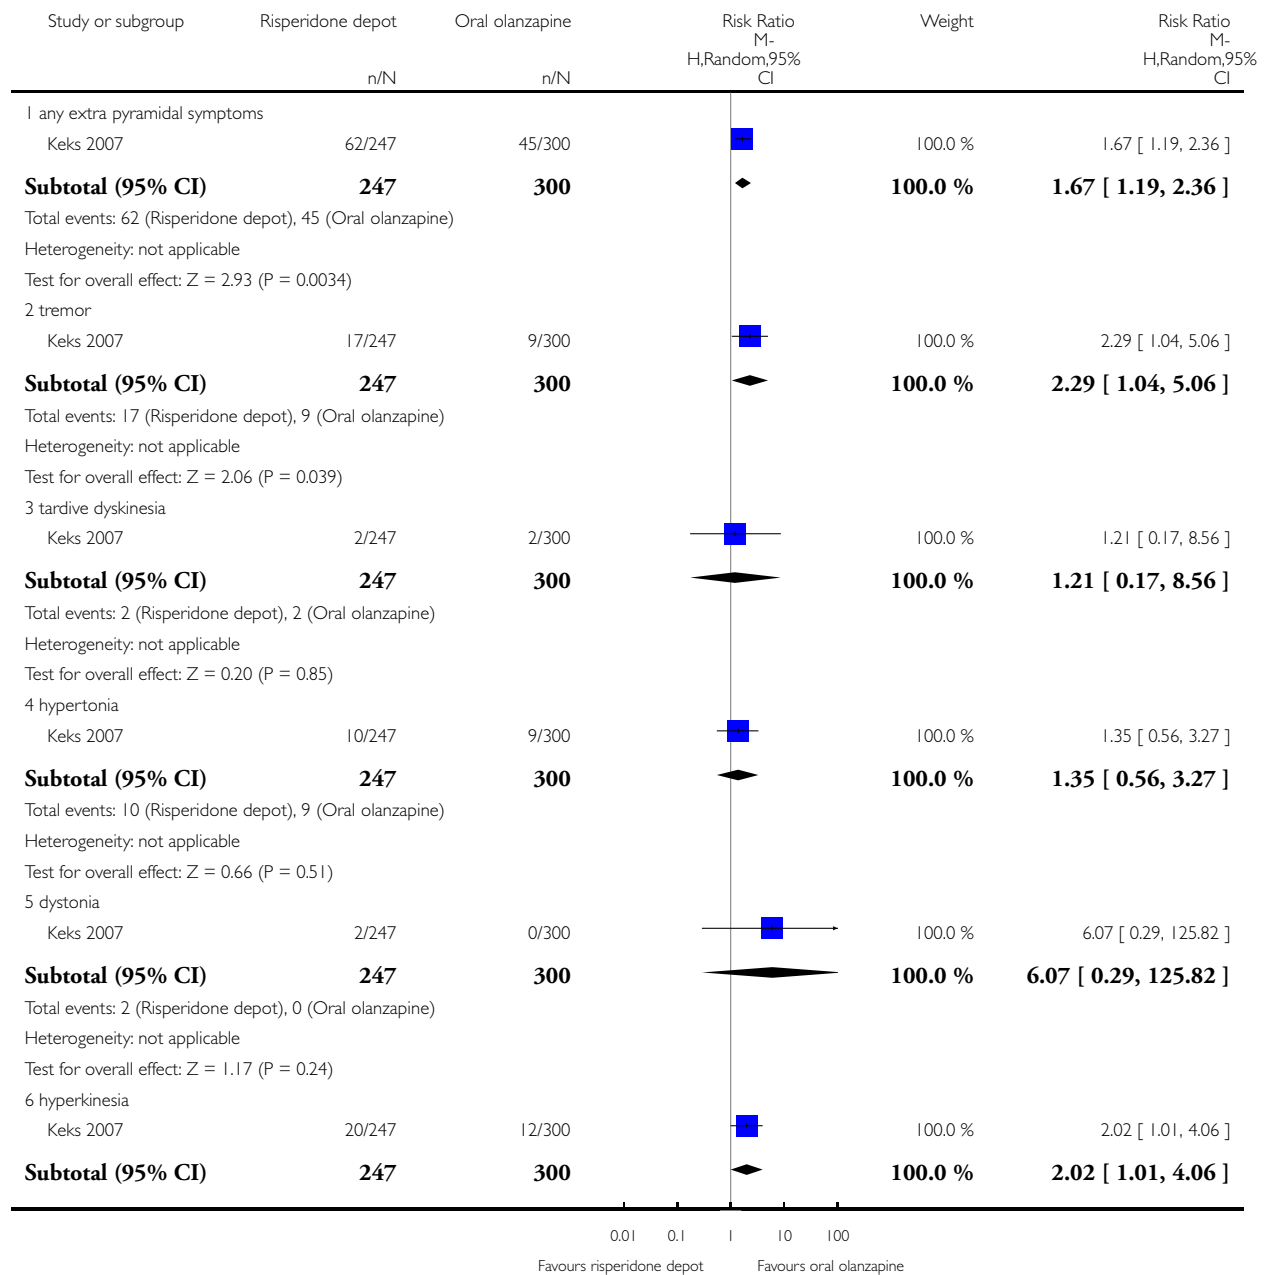 Study or subgroup Risperidone depot Oral olanzapine Risk Ratio Weight Risk Ratio
M- M-
H,Random,95% H,Random,95%
n/N n/N CI CI
1 any extra pyramidal symptoms
Keks 2007 62/247 45/300 100.0 % 1.67 [ 1.19, 2.36 ]
Subtotal (95% CI) 247 300 100.0 % 1.67 [ 1.19, 2.36 ]
Total events: 62 (Risperidone depot), 45 (Oral olanzapine)
Heterogeneity: not applicable
Test for overall effect: Z = 2.93 (P = 0.0034)
2 tremor
Keks 2007 17/247 9/300 100.0 % 2.29 [ 1.04, 5.06 ]
Subtotal (95% CI) 247 300 100.0 % 2.29 [ 1.04, 5.06 ]
Total events: 17 (Risperidone depot), 9 (Oral olanzapine)
Heterogeneity: not applicable
Test for overall effect: Z = 2.06 (P = 0.039)
3 tardive dyskinesia
Keks 2007 2/247 2/300 100.0 % 1.21 [ 0.17, 8.56 ]
Subtotal (95% CI) 247 300 100.0 % 1.21 [ 0.17, 8.56 ]
Total events: 2 (Risperidone depot), 2 (Oral olanzapine)
Heterogeneity: not applicable
Test for overall effect: Z = 0.20 (P = 0.85)
4 hypertonia
Keks 2007 10/247 9/300 100.0 % 1.35 [ 0.56, 3.27 ]
Subtotal (95% CI) 247 300 100.0 % 1.35 [ 0.56, 3.27 ]
Total events: 10 (Risperidone depot), 9 (Oral olanzapine)
Heterogeneity: not applicable
Test for overall effect: Z = 0.66 (P = 0.51)
5 dystonia
Keks 2007 2/247 0/300 100.0 % 6.07 [ 0.29, 125.82 ]
Subtotal (95% CI) 247 300 100.0 % 6.07 [ 0.29, 125.82 ]
Total events: 2 (Risperidone depot), 0 (Oral olanzapine)
Heterogeneity: not applicable
Test for overall effect: Z = 1.17 (P = 0.24)
6 hyperkinesia
Keks 2007 20/247 12/300 100.0 % 2.02 [ 1.01, 4.06 ]
Subtotal (95% CI) 247 300 100.0 % 2.02 [ 1.01, 4.06 ]
0.01 0.1 1 10 100
Favours risperidone depot Favours oral olanzapine